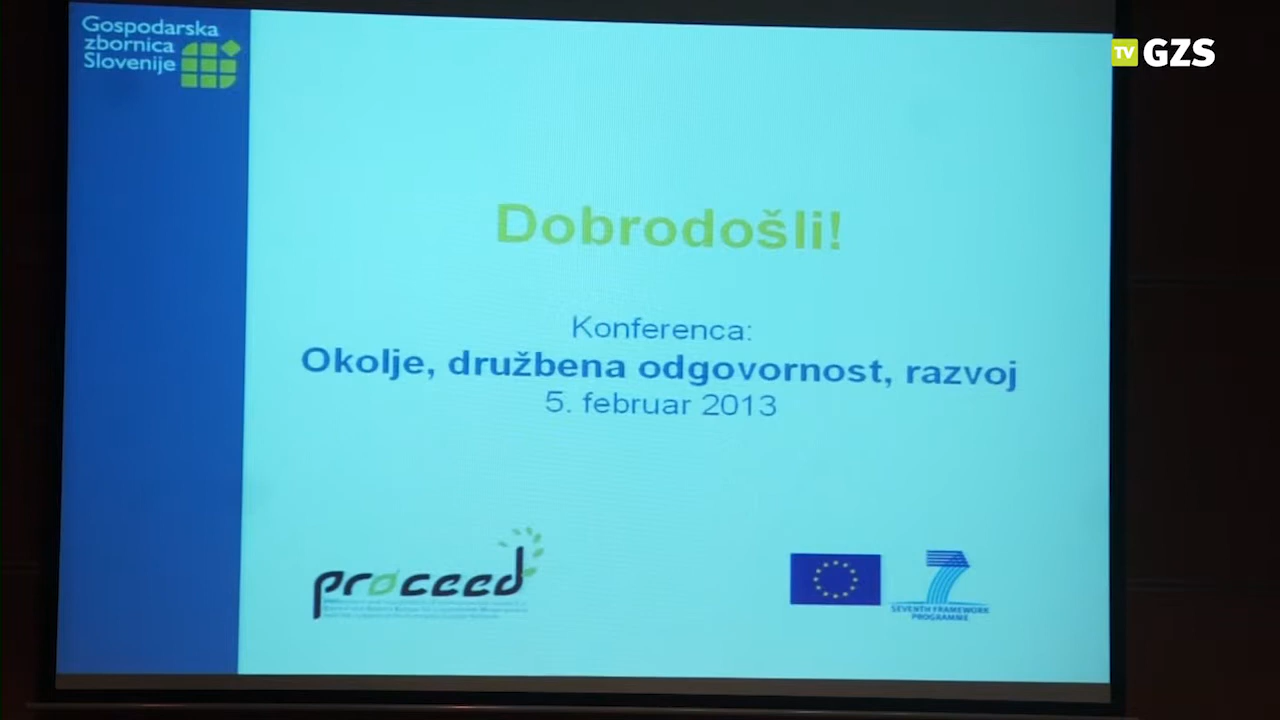 Gospodarska
zbornica
Slovenije
TV GZS
Dobrodošli!
Konferenca:
Okolje, družbena odgovornost, razvoj
5. februar 2013
proceed
SEVENTH FRAMEWORK
PROGRAMME